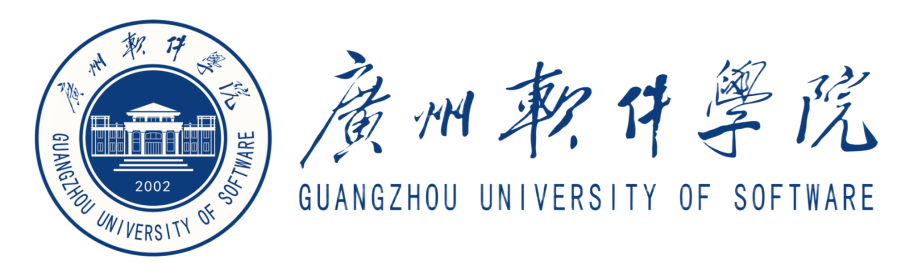 廣州軟件學院
2002
GUANGZHOU UNIVERSITY OF SOFTWARE
廣州軟件學院
GUANGZHOU UNIVERSITY OF SOFTWARE